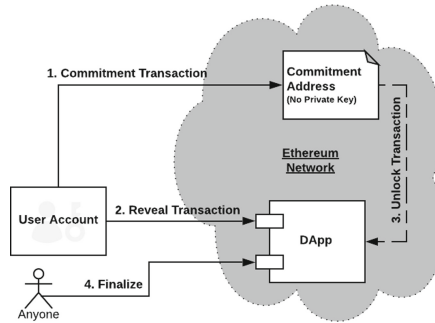 1. Commitment Transaction
Commitment
Address
(No Private Key)
Ethereum
Network
3. Unlock Transaction
User Account
2. Reveal Transaction
DApp
4. Finalize
Anyone